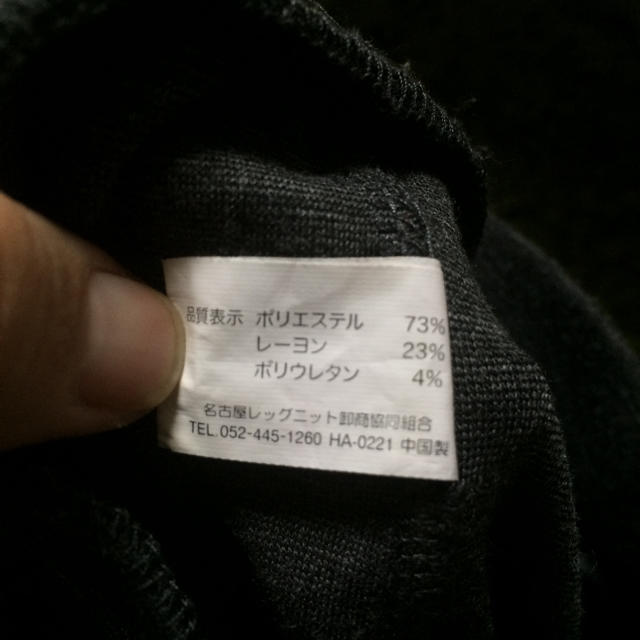 品質表示 ポリエステル 73%
レーヨン 23%
ポリウレタン 4%
名古屋レッグニット卸商協同組合
TEL.052-445-1260 HA-0221 中国製